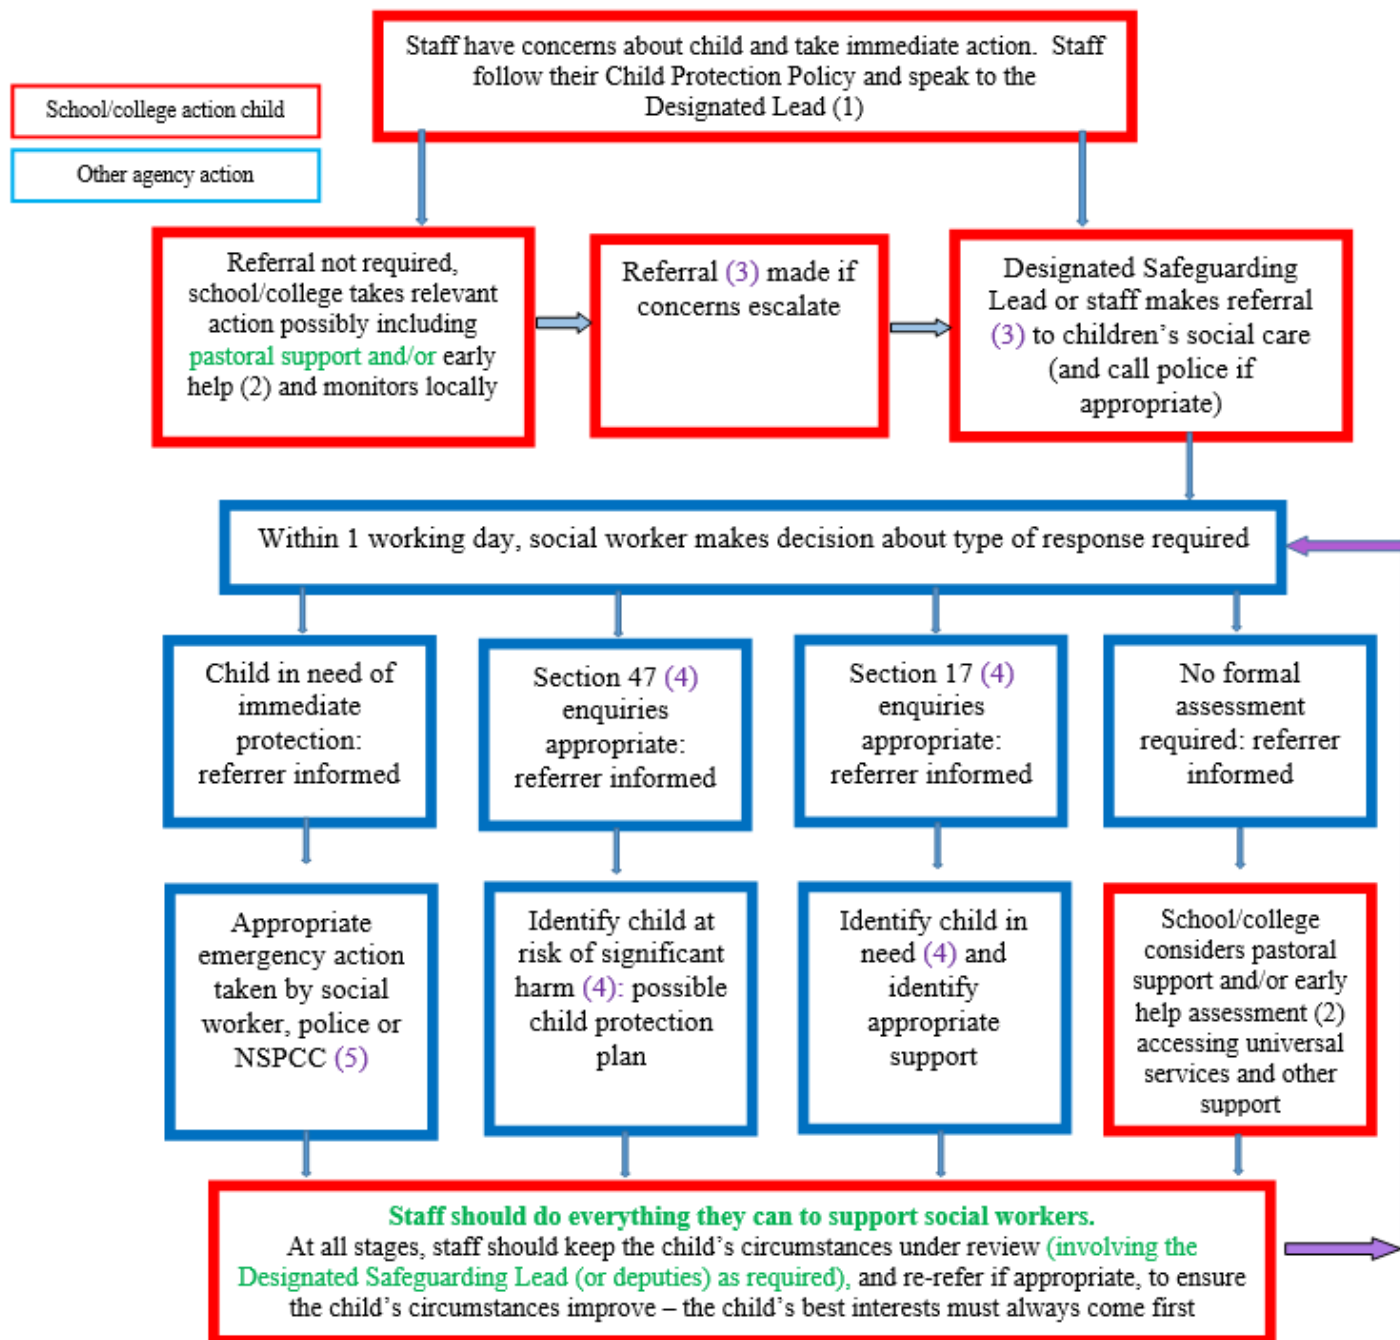 Staff have concerns about child and take immediate action.  Staff
follow their Child Protection Policy and speak to the
Designated Lead (1)
School/college action child
Other agency action
Referral not required,
school/college takes relevant
action possibly including
pastoral support and/or early
help (2) and monitors locally
Referral (3) made if
concerns escalate
Designated Safeguarding
Lead or staff makes referral
(3) to children’s social care
(and call police if
appropriate)
Within 1 working day, social worker makes decision about type of response required
Child in need of
immediate
protection:
referrer informed
Section 47 (4)
enquiries
appropriate:
referrer informed
Section 17 (4)
enquiries
appropriate:
referrer informed
No formal
assessment
required: referrer
informed
Appropriate
emergency action
taken by social
worker, police or
NSPCC (5)
Identify child at
risk of significant
harm (4): possible
child protection
plan
Identify child in
need (4) and
identify
appropriate
support
School/college
considers pastoral
support and/or early
help assessment (2)
accessing universal
services and other
support
Staff should do everything they can to support social workers.
At all stages, staff should keep the child’s circumstances under review (involving the
Designated Safeguarding Lead (or deputies) as required), and re-refer if appropriate, to ensure
the child’s circumstances improve – the child’s best interests must always come first